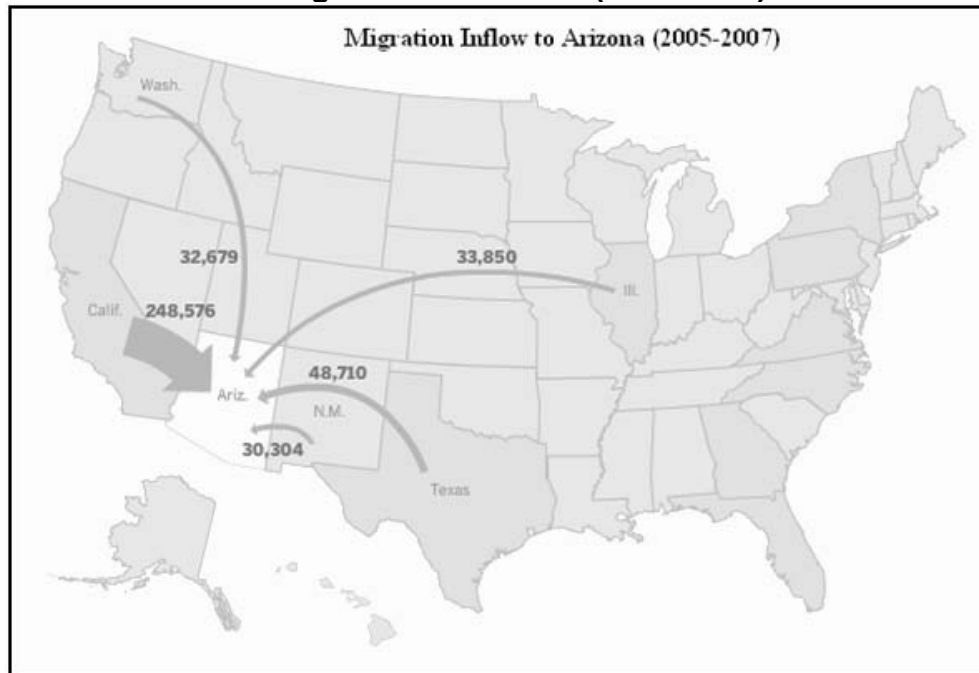 Migration Inflow to Arizona (2005-2007)
Wash.
32,679
33,850
Ill.
Calif.
248,576
48,710
Ariz.
N.M.
30,304
Texas